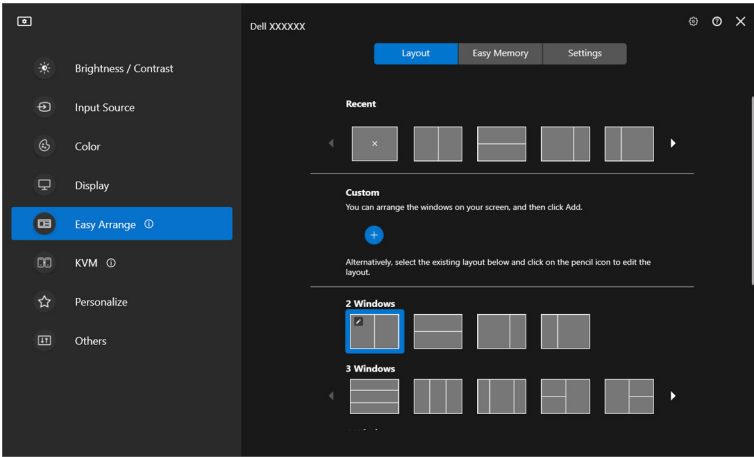 Dell XXXXXX
Layout
Easy Memory
Settings
Brightness / Contrast
Input Source
Color
Display
Easy Arrange
KVM
Personalize
Others
Recent
Custom
You can arrange the windows on your screen, and then click Add.
Alternatively, select the existing layout below and click on the pencil icon to edit the
layout.
2 Windows
3 Windows